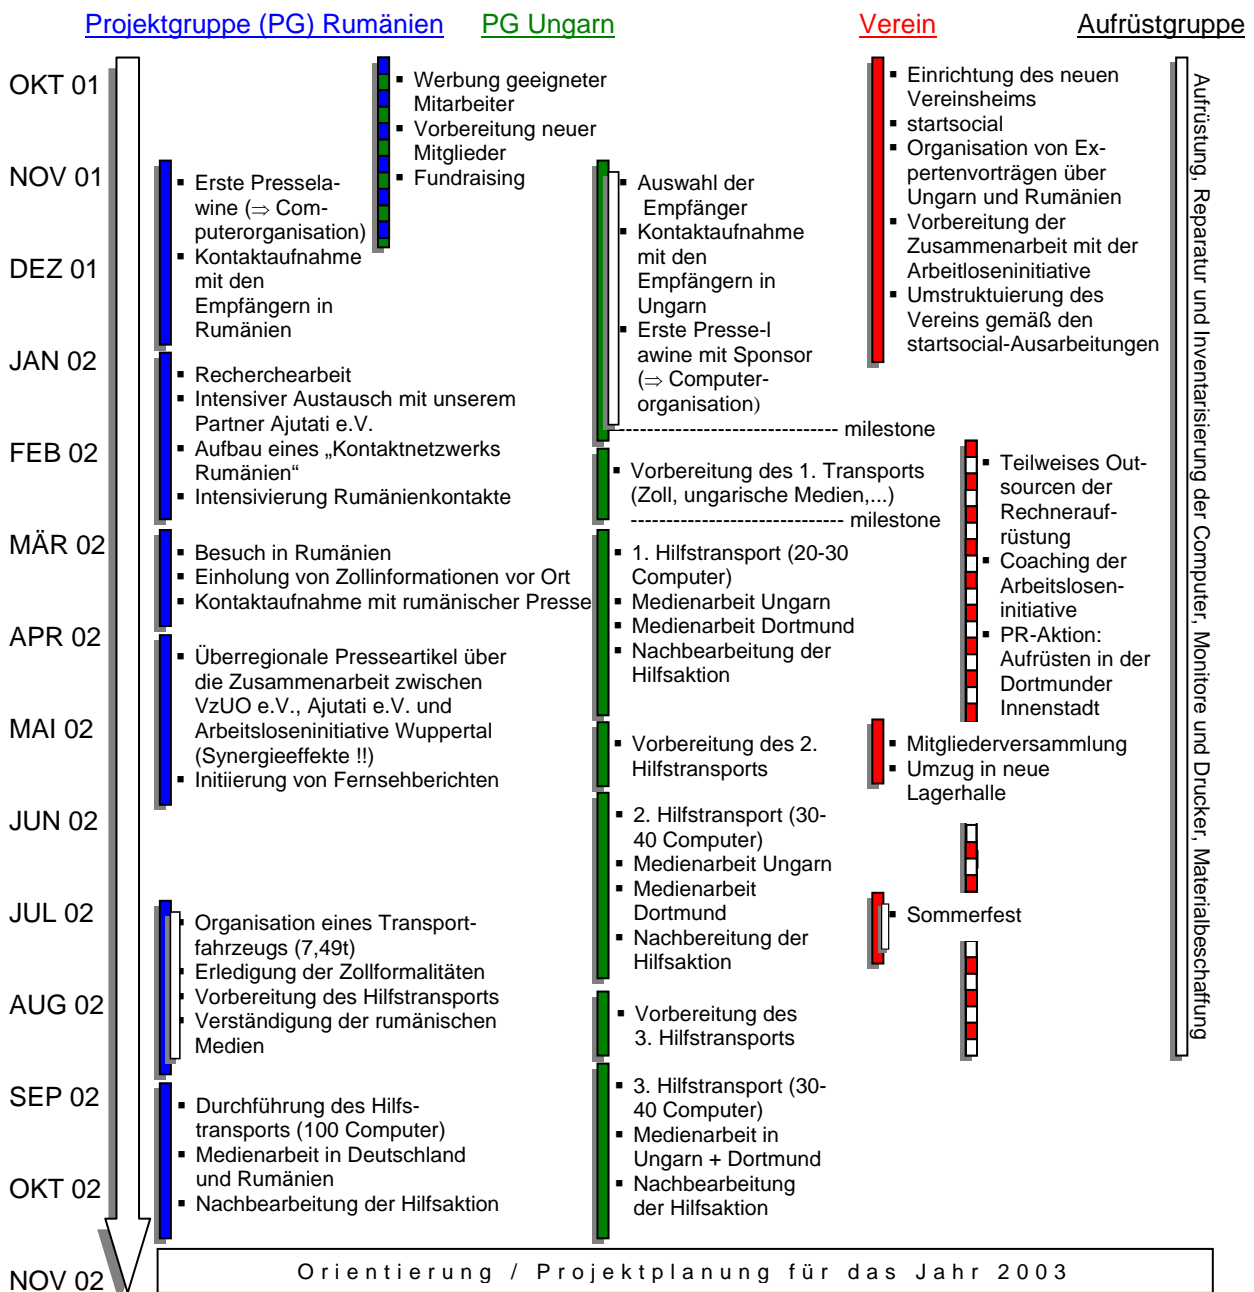 Projektgruppe (PG) Rumänien
PG Ungarn
Verein
Aufrüstgruppe
OKT 01
NOV 01
DEZ 01
JAN 02
FEB 02
MÄR 02
APR 02
MAI 02
JUN 02
JUL 02
AUG 02
SEP 02
OKT 02
NOV 02
▪ Werbung geeigneter
Mitarbeiter
▪ Vorbereitung neuer
Mitglieder
▪ Fundraising
▪ Erste Pressela-
wine (⇒ Com-
puterorganisation)
▪ Kontaktaufnahme
mit den
Empfängern in
Rumänien
▪ Recherchearbeit
▪ Intensiver Austausch mit unserem
Partner Ajutati e.V.
▪ Aufbau eines „Kontaktnetzwerks
Rumänien“
▪ Intensivierung Rumänienkontakte
▪ Besuch in Rumänien
▪ Einholung von Zollinformationen vor Ort
▪ Kontaktaufnahme mit rumänischer Presse
▪ Überregionale Presseartikel über
die Zusammenarbeit zwischen
VzUO e.V., Ajutati e.V. und
Arbeitsloseninitiative Wuppertal
(Synergieeffekte !!)
▪ Initiierung von Fernsehberichten
▪ Organisation eines Transport-
fahrzeugs (7,49t)
▪ Erledigung der Zollformalitäten
▪ Vorbereitung des Hilfstransports
▪ Verständigung der rumänischen
Medien
▪ Durchführung des Hilfs-
transports (100 Computer)
▪ Medienarbeit in Deutschland
und Rumänien
▪ Nachbearbeitung der Hilfsaktion
▪ Auswahl der
Empfänger
▪ Kontaktaufnahme
mit den
Empfängern in
Ungarn
▪ Erste Presse-l
awine mit Sponsor
(⇒ Computer-
organisation)
-------------------------------- milestone
▪ Vorbereitung des 1. Transports
(Zoll, ungarische Medien,...)
------------------------------ milestone
▪ 1. Hilfstransport (20-30
Computer)
▪ Medienarbeit Ungarn
▪ Medienarbeit Dortmund
▪ Nachbearbeitung der
Hilfsaktion
▪ Vorbereitung des 2.
Hilfstransports
▪ 2. Hilfstransport (30-
40 Computer)
▪ Medienarbeit Ungarn
▪ Medienarbeit
Dortmund
▪ Nachbereitung der
Hilfsaktion
▪ Vorbereitung des
3. Hilfstransports
▪ 3. Hilfstransport (30-
40 Computer)
▪ Medienarbeit in
Ungarn + Dortmund
▪ Nachbearbeitung
der Hilfsaktion
▪ Einrichtung des neuen
Vereinsheims
▪ startsocial
▪ Organisation von Ex-
pertenvorträgen über
Ungarn und Rumänien
▪ Vorbereitung der
Zusammenarbeit mit der
Arbeitloseninitiative
▪ Umstruktuierung des
Vereins gemäß den
startsocial-Ausarbeitungen
▪ Teilweises Out-
sourcen der
Rechnerauf-
rüstung
▪ Coaching der
Arbeitslosen-
initiative
▪ PR-Aktion:
Aufrüsten in der
Dortmunder
Innenstadt
▪ Mitgliederversammlung
▪ Umzug in neue
Lagerhalle
▪ Sommerfest
Aufrüstung, Reparatur und Inventarisierung der Computer, Monitore und Drucker, Materialbeschaffung
Orientierung / Projektplanung für das Jahr 2003